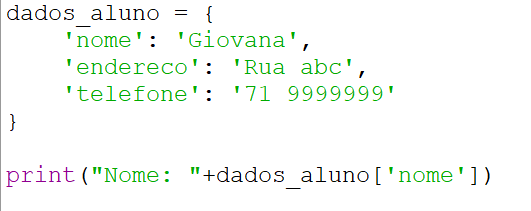 dados_aluno = {
    'nome': 'Giovana',
    'endereco': 'Rua abc',
    'telefone': '71 9999999'
}
print("Nome: "+dados_aluno['nome'])